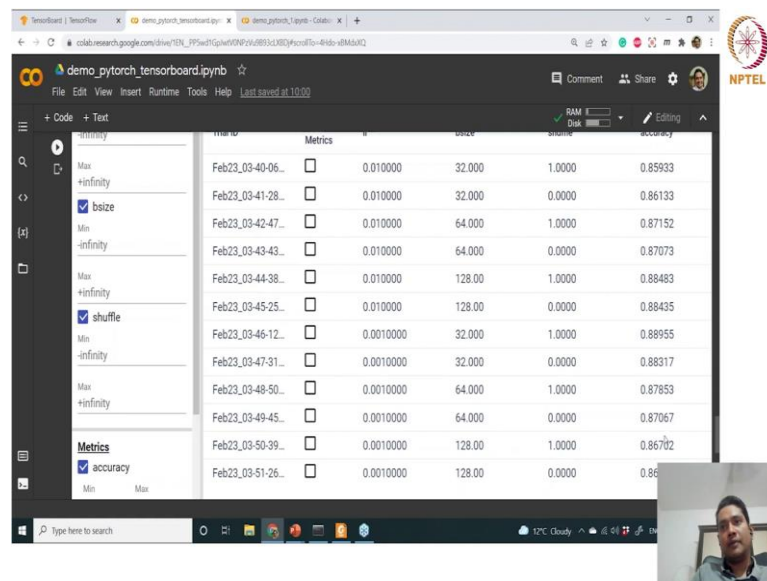 TensorBoard | TensorFlow
demo_pytorch_tensorboard.ipy
demo_pytorch_1.ipynb - Colabor
NPTEL
demo_pytorch_tensorboard.ipynb
Comment Share
File Edit View Insert Runtime Tools Help Last saved at 10:00
+ Code + Text
RAM
Disk
Editing
-infinity
Max
+infinity
bsize
Min
-infinity
Max
+infinity
shuffle
Min
-infinity
Max
+infinity
Metrics
accuracy
Min Max
Metrics
Feb23_03-40-06... 0.010000 32.000 1.0000 0.85933
Feb23_03-41-28... 0.010000 32.000 0.0000 0.86133
Feb23_03-42-47... 0.010000 64.000 1.0000 0.87152
Feb23_03-43-43... 0.010000 64.000 0.0000 0.87073
Feb23_03-44-38... 0.010000 128.00 1.0000 0.88483
Feb23_03-45-25... 0.010000 128.00 0.0000 0.88435
Feb23_03-46-12... 0.0010000 32.000 1.0000 0.88955
Feb23_03-47-31... 0.0010000 32.000 0.0000 0.88317
Feb23_03-48-50... 0.0010000 64.000 1.0000 0.87853
Feb23_03-49-45... 0.0010000 64.000 0.0000 0.87067
Feb23_03-50-39... 0.0010000 128.00 1.0000 0.86702
Feb23_03-51-26... 0.0010000 128.00 0.0000 0.86
Type here to search
12°C Cloudy